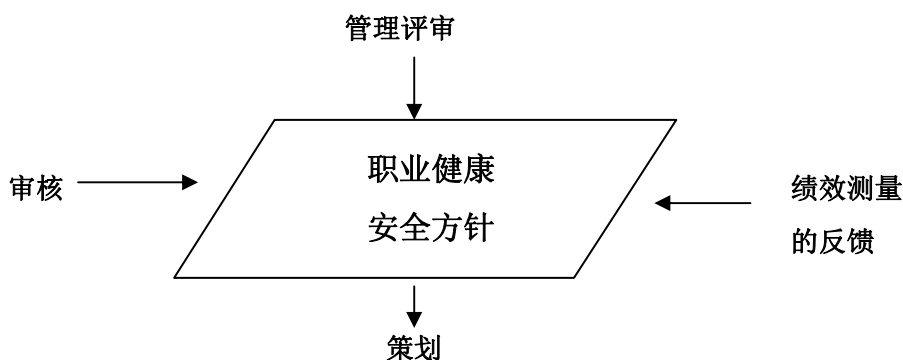 管理评审
职业健康
审核
绩效测量
安全方针
的反馈
策划